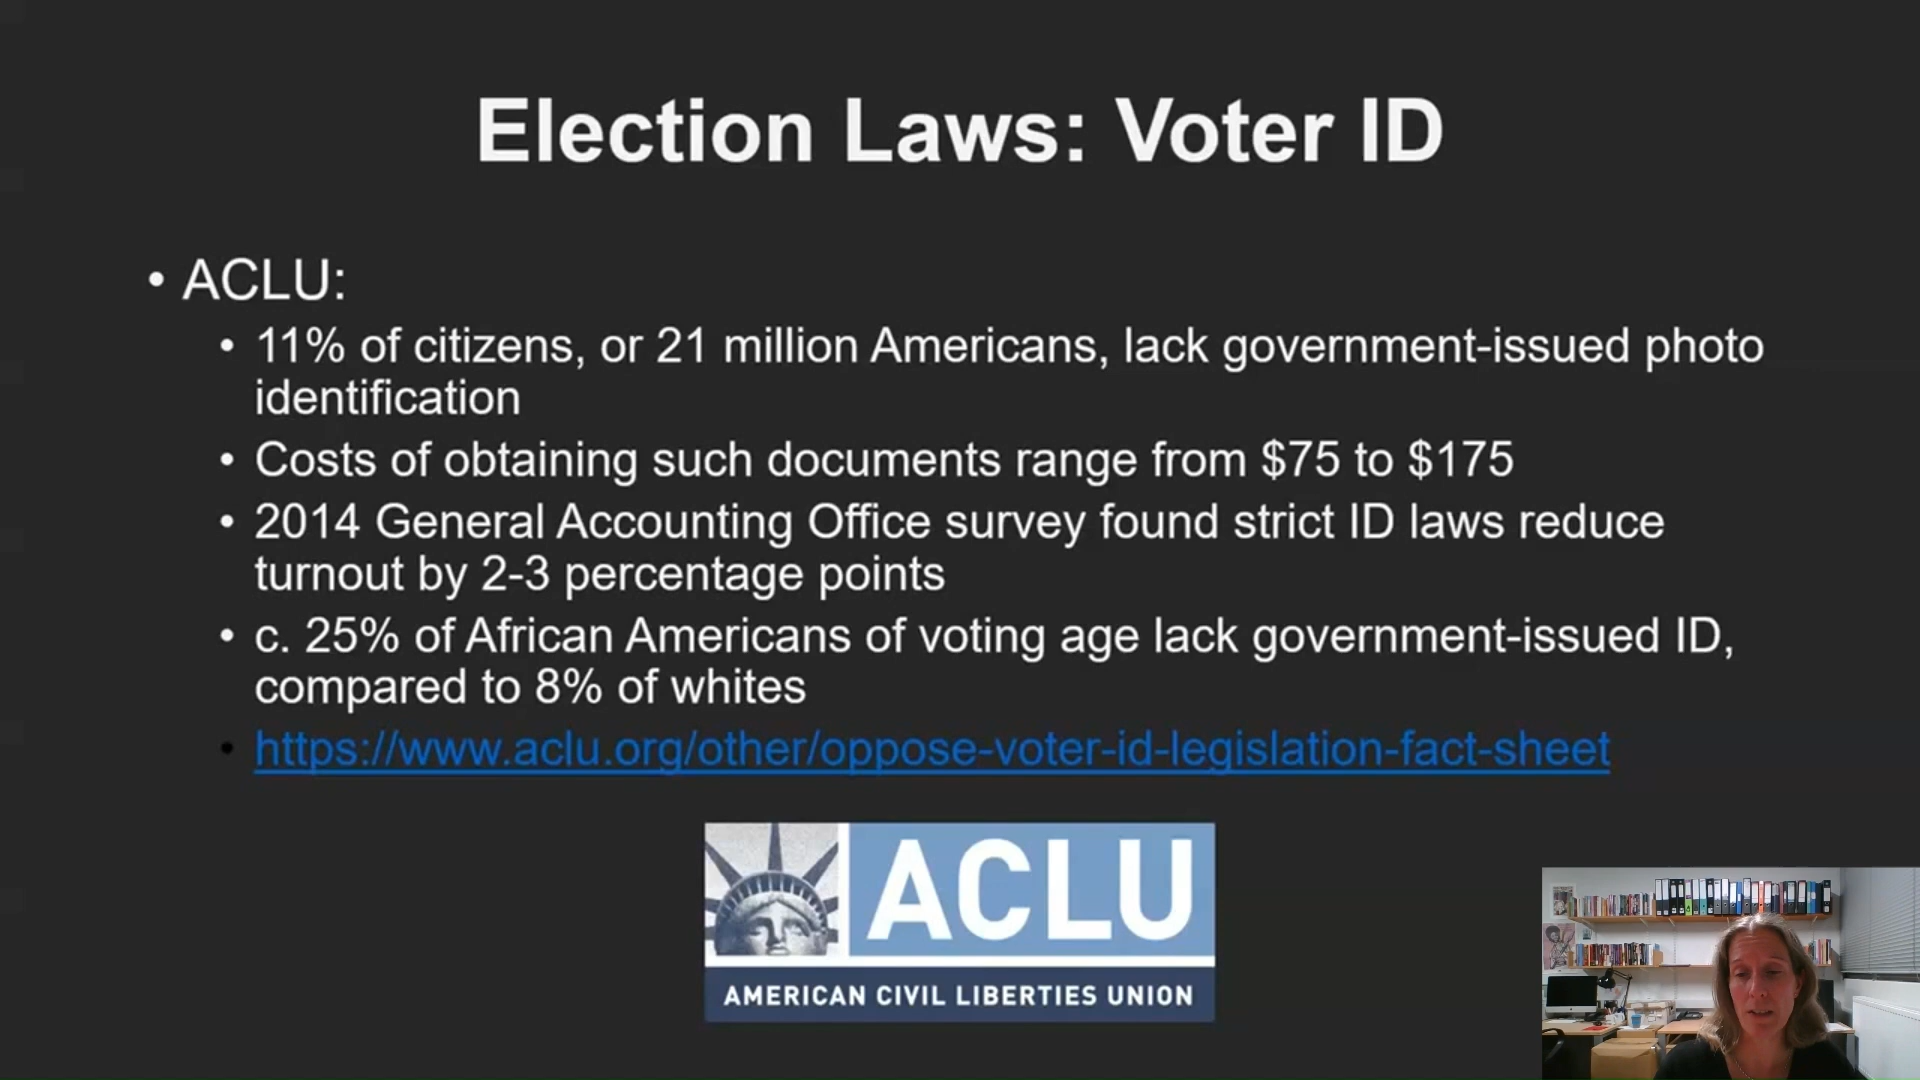 Election Laws: Voter ID
• ACLU:
• 11% of citizens, or 21 million Americans, lack government-issued photo
identification
• Costs of obtaining such documents range from $75 to $175
• 2014 General Accounting Office survey found strict ID laws reduce
turnout by 2-3 percentage points
• c. 25% of African Americans of voting age lack government-issued ID,
compared to 8% of whites
• https://www.aclu.org/other/oppose-voter-id-legislation-fact-sheet
ACLU
AMERICAN CIVIL LIBERTIES UNION